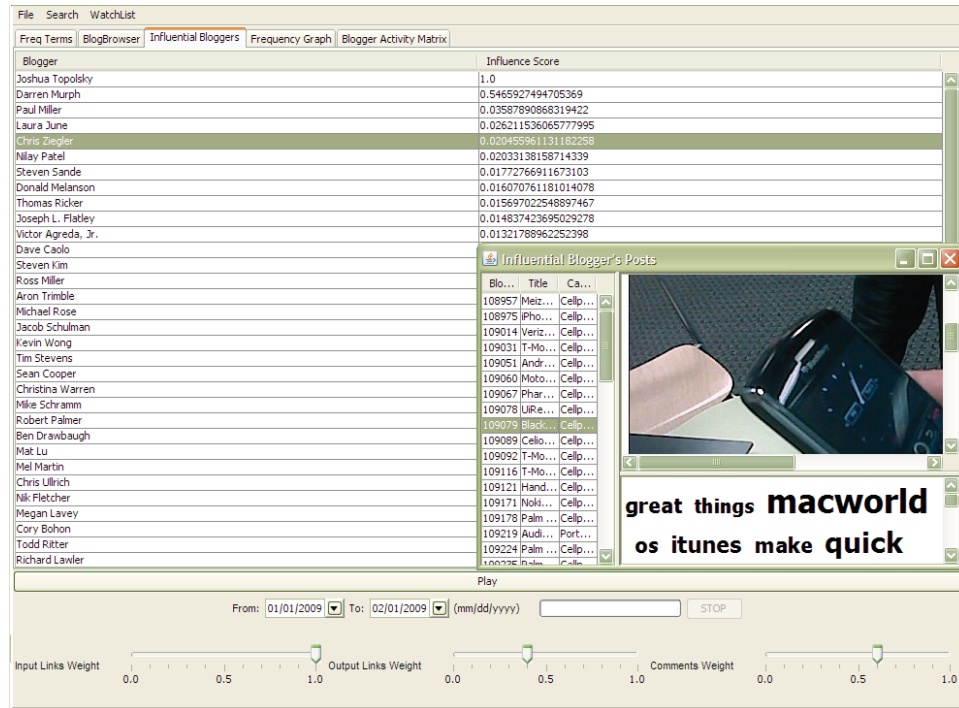 File Search WatchList
Freq Terms BlogBrowser Influential Bloggers Frequency Graph Blogger Activity Matrix
Blogger Influence Score
Joshua Topolsky 1.0
Darren Murph 0.5465927494705369
Paul Miller 0.03587890868319422
Laura June 0.026211536065777995
Chris Ziegler 0.020455961131182258
Nilay Patel 0.02033138158714339
Steven Sande 0.01772766911673103
Donald Melanson 0.016070761181014078
Thomas Ricker 0.015697022548897467
Joseph L. Flatley 0.014837423695029278
Victor Agreda, Jr. 0.01321788962252398
Dave Caolo
Steven Kim
Ross Miller
Aron Trimble
Michael Rose
Jacob Schulman
Kevin Wong
Tim Stevens
Sean Cooper
Christina Warren
Mike Schramm
Robert Palmer
Ben Drawbaugh
Mat Lu
Mel Martin
Chris Ullrich
Nik Fletcher
Megan Lavey
Cory Bohon
Todd Ritter
Richard Lawler
Influential Blogger's Posts
Blo... Title Ca...
108957 Meiz... Cellp...
108975 iPho... Cellp...
109014 Veriz... Cellp...
109031 T-Mo... Cellp...
109051 Andr... Cellp...
109060 Moto... Cellp...
109067 Phar... Cellp...
109078 UiRe... Cellp...
109079 Black... Cellp...
109089 Celio... Cellp...
109092 T-Mo... Cellp...
109116 T-Mo... Cellp...
109121 Hand... Cellp...
109171 Noki... Cellp...
109178 Palm ... Cellp...
109219 Audi... Port...
109224 Palm ... Cellp...
109235 Palm... Cellp...
great things macworld
os itunes make quick
Play
From: 01/01/2009 To: 02/01/2009 (mm/dd/yyyy) STOP
Input Links Weight Output Links Weight Comments Weight
0.0 0.5 1.0 0.0 0.5 1.0 0.0 0.5 1.0